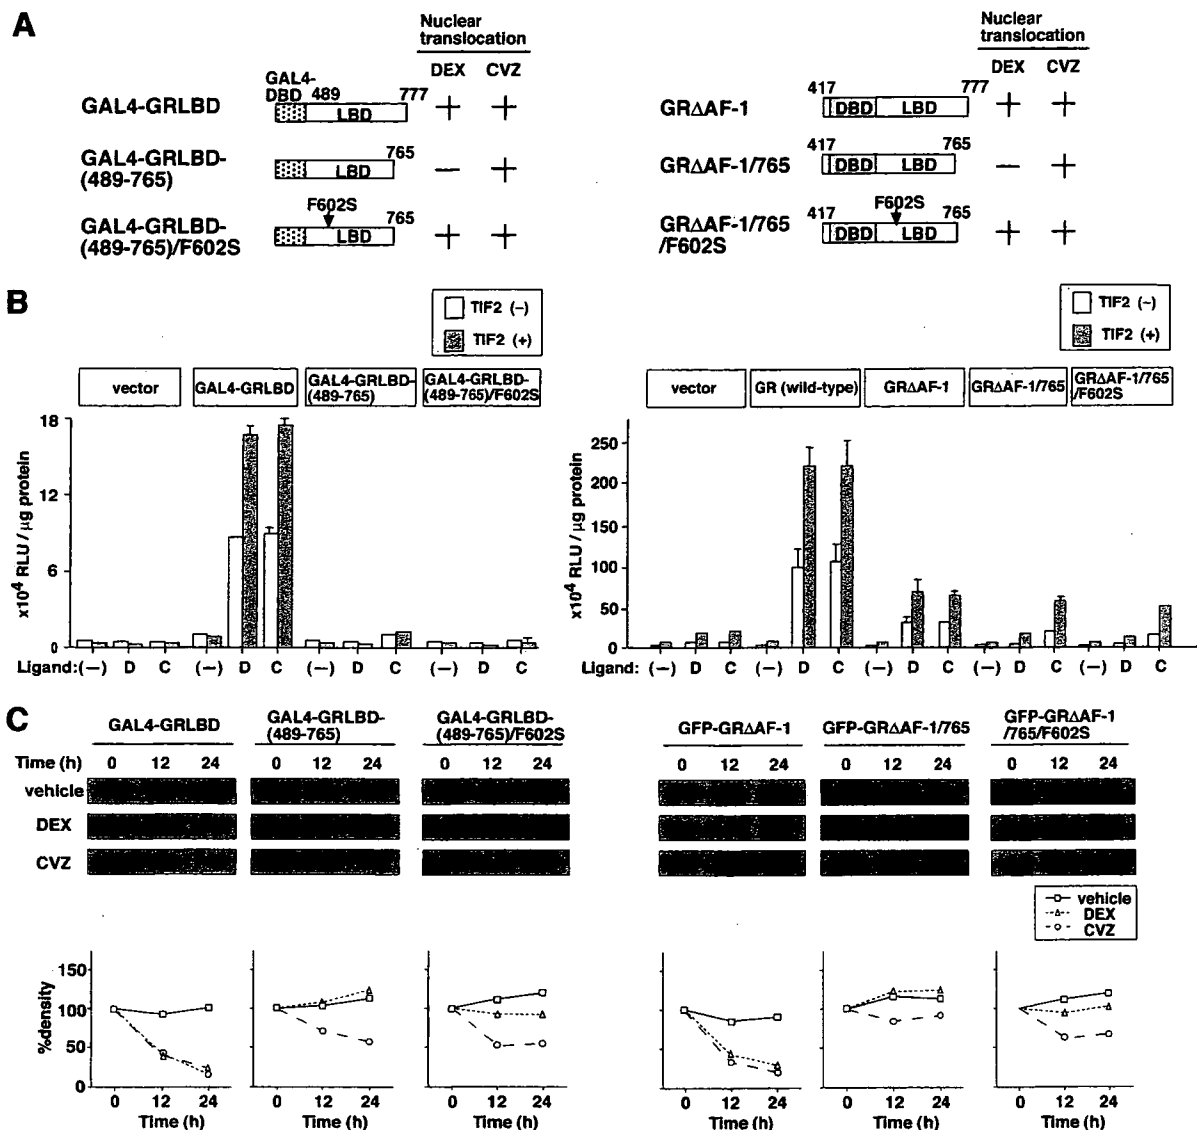 A
Nuclear
translocation
DEX CVZ
GAL4-
DBD 489 777
GAL4-GRLBD LBD + +
765
GAL4-GRLBD-
(489-765) LBD − +
F602S
765
GAL4-GRLBD-
(489-765)/F602S LBD + +
Nuclear
translocation
DEX CVZ
417 777
GRΔAF-1 DBD LBD + +
417 765
GRΔAF-1/765 DBD LBD − +
F602S
417 765
GRΔAF-1/765
/F602S DBD LBD + +
B
TIF2 (−)
TIF2 (+)
vector
GAL4-GRLBD
GAL4-GRLBD-
(489-765)
GAL4-GRLBD-
(489-765)/F602S
x10⁴ RLU / μg protein
18
12
6
0
Ligand: (−) D C (−) D C (−) D C (−) D C
TIF2 (−)
TIF2 (+)
vector
GR (wild-type)
GRΔAF-1
GRΔAF-1/765
GRΔAF-1/765
/F602S
x10⁴ RLU / μg protein
250
200
150
100
50
0
Ligand: (−) D C (−) D C (−) D C (−) D C (−) D C
C
GAL4-GRLBD
GAL4-GRLBD-
(489-765)
GAL4-GRLBD-
(489-765)/F602S
GFP-GRΔAF-1
GFP-GRΔAF-1/765
GFP-GRΔAF-1
/765/F602S
Time (h) 0 12 24 0 12 24 0 12 24 0 12 24 0 12 24 0 12 24
vehicle
DEX
CVZ
vehicle
DEX
CVZ
%density
150
100
50
0
0 12 24 0 12 24 0 12 24 0 12 24 0 12 24 0 12 24
Time (h) Time (h) Time (h) Time (h) Time (h) Time (h)